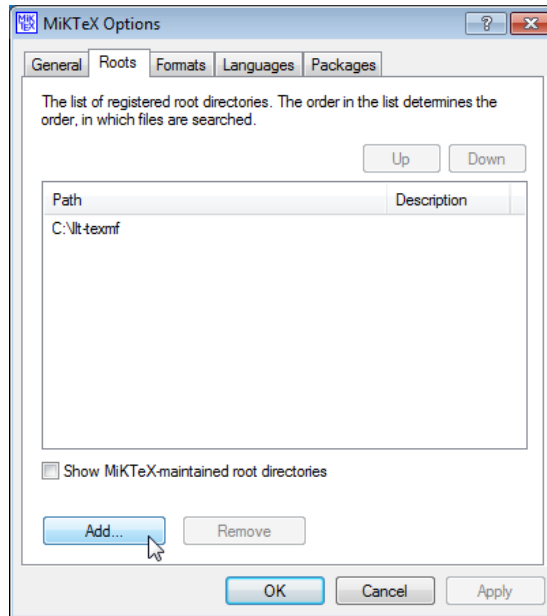 MiKTeX Options
General Roots Formats Languages Packages
The list of registered root directories. The order in the list determines the
order, in which files are searched.
Up Down
Path Description
C:\llt-texmf
Show MiKTeX-maintained root directories
Add... Remove
OK Cancel Apply